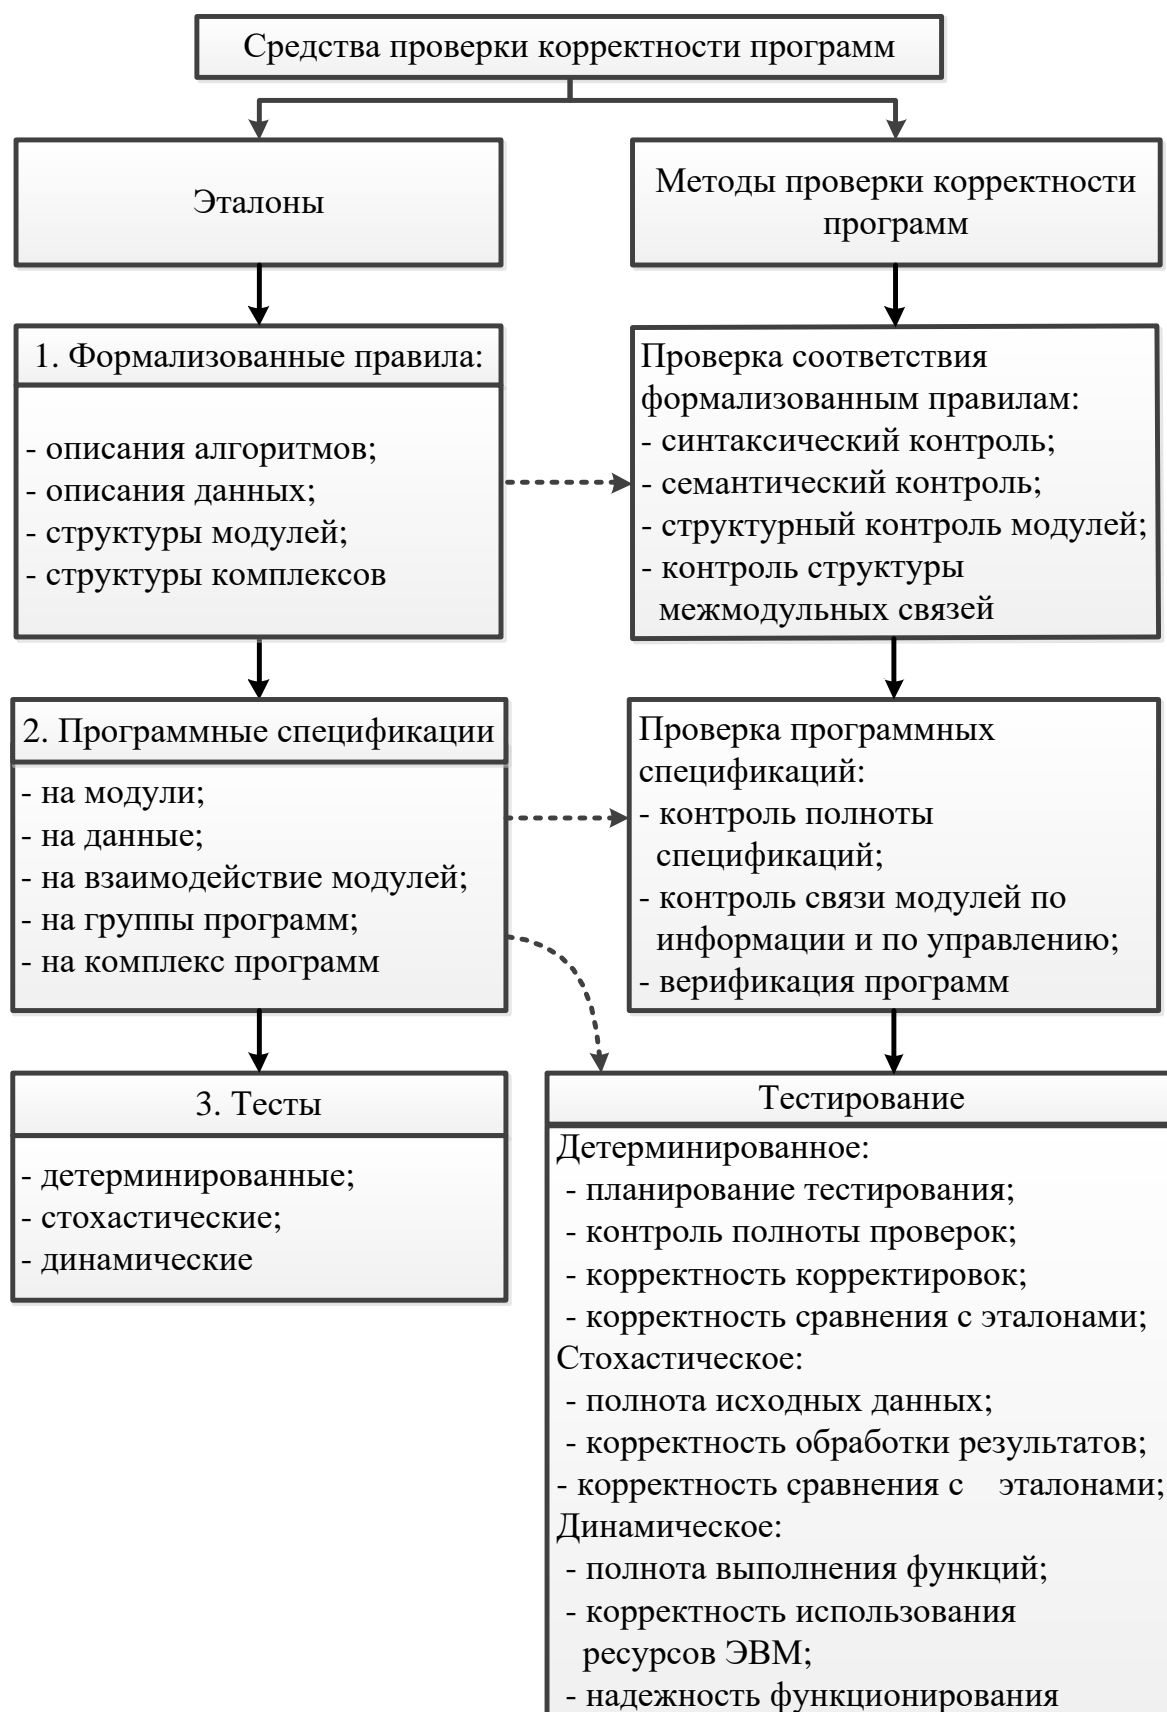 Средства проверки корректности программ
Эталоны
Методы проверки корректности
программ
1. Формализованные правила:
- описания алгоритмов;
- описания данных;
- структуры модулей;
- структуры комплексов
Проверка соответствия
формализованным правилам:
- синтаксический контроль;
- семантический контроль;
- структурный контроль модулей;
- контроль структуры
межмодульных связей
2. Программные спецификации
- на модули;
- на данные;
- на взаимодействие модулей;
- на группы программ;
- на комплекс программ
Проверка программных
спецификаций:
- контроль полноты
спецификаций;
- контроль связи модулей по
информации и по управлению;
- верификация программ
3. Тесты
- детерминированные;
- стохастические;
- динамические
Тестирование
Детерминированное:
- планирование тестирования;
- контроль полноты проверок;
- корректность корректировок;
- корректность сравнения с эталонами;
Стохастическое:
- полнота исходных данных;
- корректность обработки результатов;
- корректность сравнения с эталонами;
Динамическое:
- полнота выполнения функций;
- корректность использования
ресурсов ЭВМ;
- надежность функционирования